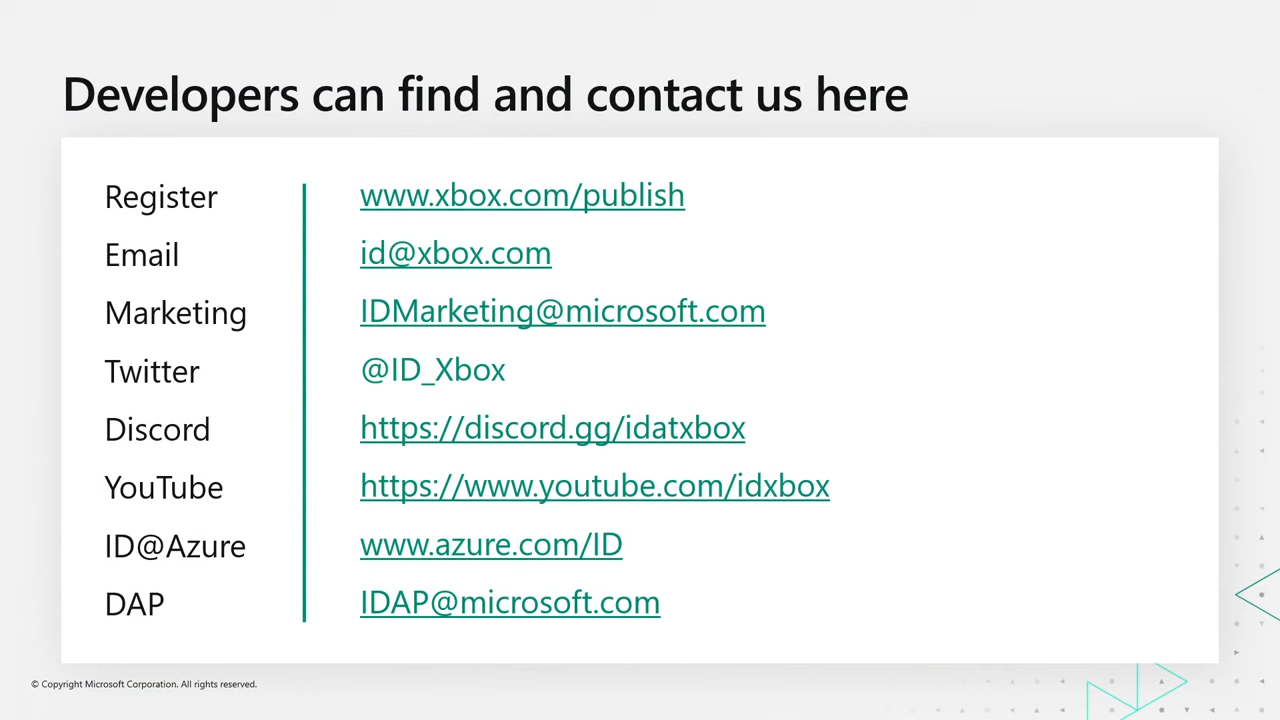 Developers can find and contact us here
Register www.xbox.com/publish
Email id@xbox.com
Marketing IDMarketing@microsoft.com
Twitter @ID_Xbox
Discord https://discord.gg/idatxbox
YouTube https://www.youtube.com/idxbox
ID@Azure www.azure.com/ID
DAP IDAP@microsoft.com
© Copyright Microsoft Corporation. All rights reserved.